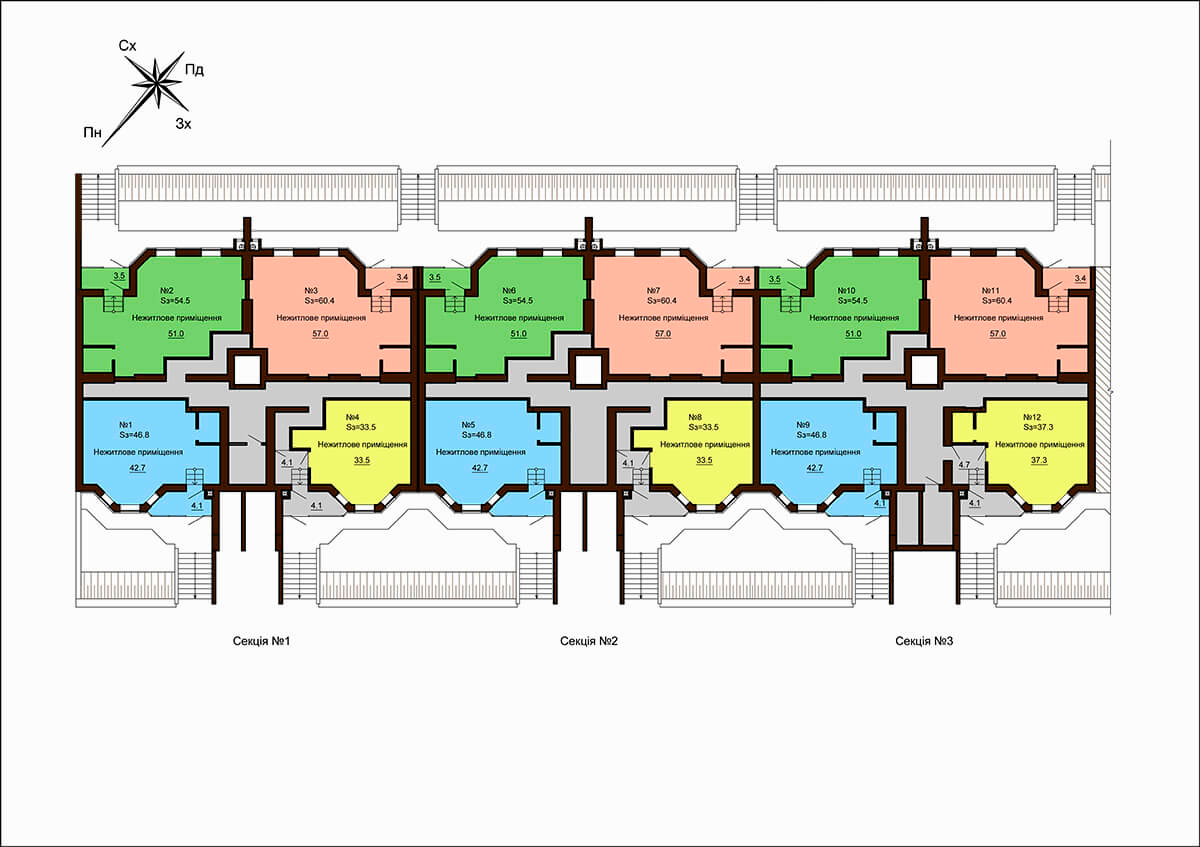 Сх
Пд
Пн
Зх
3.5
№2
Sз=54.5
Нежитлове приміщення
51.0
№3
Sз=60.4
Нежитлове приміщення
57.0
3.4
3.5
№6
Sз=54.5
Нежитлове приміщення
51.0
№7
Sз=60.4
Нежитлове приміщення
57.0
3.4
3.5
№10
Sз=54.5
Нежитлове приміщення
51.0
№11
Sз=60.4
Нежитлове приміщення
57.0
3.4
№1
Sз=46.8
Нежитлове приміщення
42.7
4.1
№4
Sз=33.5
Нежитлове приміщення
33.5
4.1
4.1
№5
Sз=46.8
Нежитлове приміщення
42.7
№8
Sз=33.5
Нежитлове приміщення
33.5
4.1
№9
Sз=46.8
Нежитлове приміщення
42.7
4.1
№12
Sз=37.3
Нежитлове приміщення
37.3
4.7
4.1
Секція №1
Секція №2
Секція №3